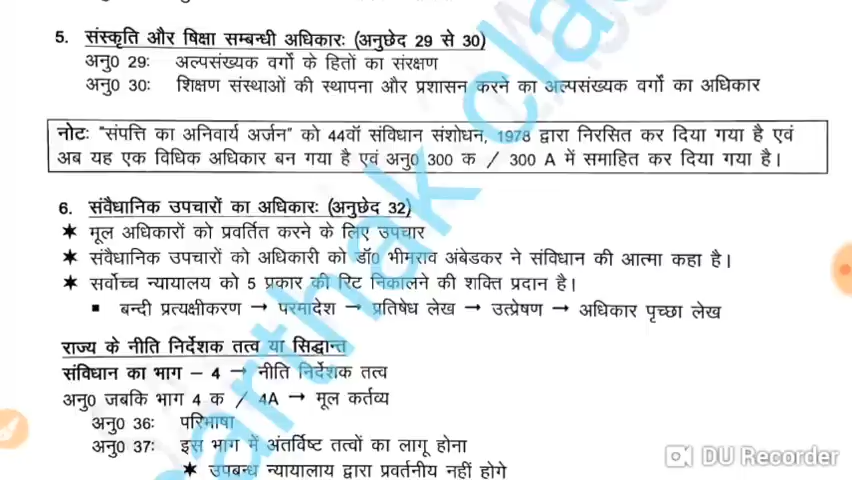 5. संस्कृति और षिक्षा सम्बन्धी अधिकारः (अनुछेद 29 से 30)
अनु0 29: अल्पसंख्यक वर्गो के हितों का संरक्षण
अनु0 30: शिक्षण संस्थाओं की स्थापना और प्रशासन करने का अल्पसंख्यक वर्गो का अधिकार
नोटः "संपत्ति का अनिवार्य अर्जन" को 44वॉ संविधान संशोधन, 1978 द्वारा निरसित कर दिया गया है एवं
अब यह एक विधिक अधिकार बन गया है एवं अनु0 300 क / 300 A में समाहित कर दिया गया है।
6. संवैधानिक उपचारों का अधिकारः (अनुछेद 32)
★ मूल अधिकारों को प्रवर्तित करने के लिए उपचार
★ संवैधानिक उपचारों को अधिकारी को डॉ0 भीमराव अंबेडकर ने संविधान की आत्मा कहा है।
★ सर्वोच्च न्यायालय को 5 प्रकार की रिट निकालने की शक्ति प्रदान है।
▪ बन्दी प्रत्यक्षीकरण → परमादेश → प्रतिषेध लेख → उत्प्रेषण → अधिकार पृच्छा लेख
राज्य के नीति निर्देशक तत्व या सिद्धान्त
संविधान का भाग – 4 → नीति निर्देशक तत्व
अनु0 जबकि भाग 4 क / 4A → मूल कर्तव्य
अनु0 36: परिभाषा
अनु0 37: इस भाग में अंतर्विष्ट तत्वों का लागू होना
★ उपबन्ध न्यायालाय द्वारा प्रवर्तनीय नहीं होगे
DU Recorder